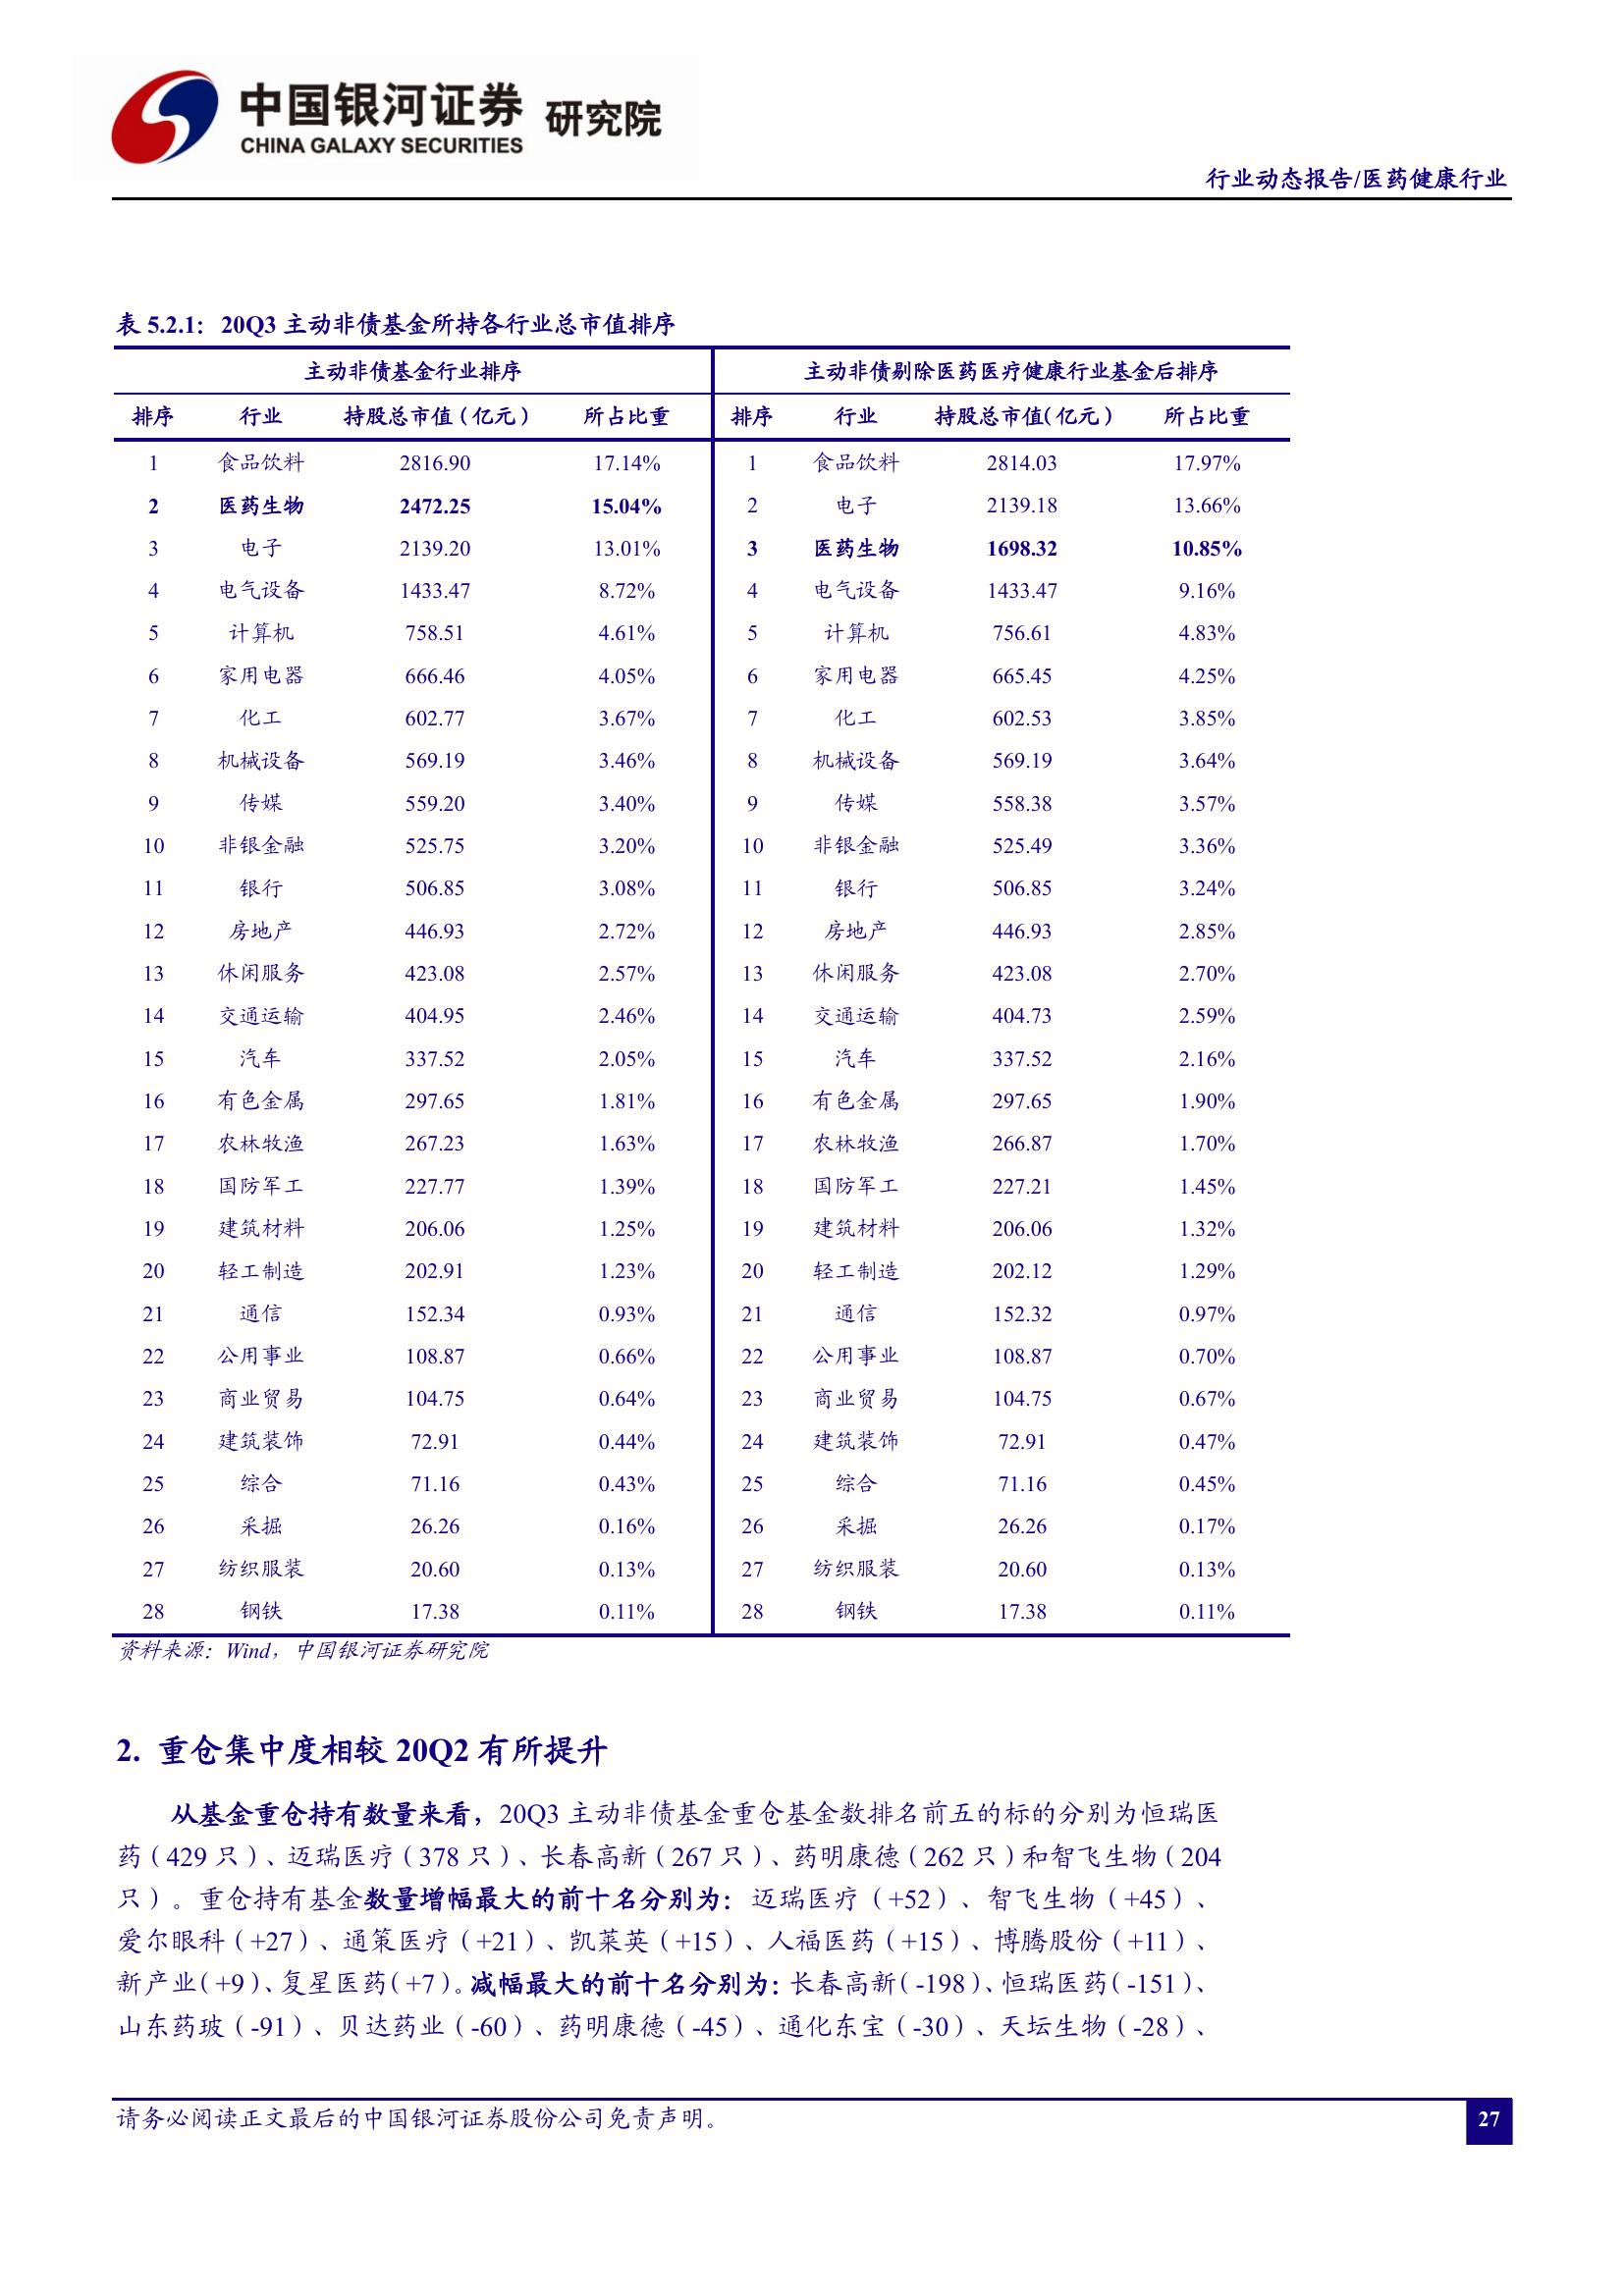 中国银河证券 研究院
CHINA GALAXY SECURITIES
行业动态报告/医药健康行业
表 5.2.1: 20Q3 主动非债基金所持各行业总市值排序
主动非债基金行业排序 主动非债剔除医药医疗健康行业基金后排序
排序 行业 持股总市值(亿元) 所占比重 排序 行业 持股总市值(亿元) 所占比重
1 食品饮料 2816.90 17.14% 1 食品饮料 2814.03 17.97%
2 医药生物 2472.25 15.04% 2 电子 2139.18 13.66%
3 电子 2139.20 13.01% 3 医药生物 1698.32 10.85%
4 电气设备 1433.47 8.72% 4 电气设备 1433.47 9.16%
5 计算机 758.51 4.61% 5 计算机 756.61 4.83%
6 家用电器 666.46 4.05% 6 家用电器 665.45 4.25%
7 化工 602.77 3.67% 7 化工 602.53 3.85%
8 机械设备 569.19 3.46% 8 机械设备 569.19 3.64%
9 传媒 559.20 3.40% 9 传媒 558.38 3.57%
10 非银金融 525.75 3.20% 10 非银金融 525.49 3.36%
11 银行 506.85 3.08% 11 银行 506.85 3.24%
12 房地产 446.93 2.72% 12 房地产 446.93 2.85%
13 休闲服务 423.08 2.57% 13 休闲服务 423.08 2.70%
14 交通运输 404.95 2.46% 14 交通运输 404.73 2.59%
15 汽车 337.52 2.05% 15 汽车 337.52 2.16%
16 有色金属 297.65 1.81% 16 有色金属 297.65 1.90%
17 农林牧渔 267.23 1.63% 17 农林牧渔 266.87 1.70%
18 国防军工 227.77 1.39% 18 国防军工 227.21 1.45%
19 建筑材料 206.06 1.25% 19 建筑材料 206.06 1.32%
20 轻工制造 202.91 1.23% 20 轻工制造 202.12 1.29%
21 通信 152.34 0.93% 21 通信 152.32 0.97%
22 公用事业 108.87 0.66% 22 公用事业 108.87 0.70%
23 商业贸易 104.75 0.64% 23 商业贸易 104.75 0.67%
24 建筑装饰 72.91 0.44% 24 建筑装饰 72.91 0.47%
25 综合 71.16 0.43% 25 综合 71.16 0.45%
26 采掘 26.26 0.16% 26 采掘 26.26 0.17%
27 纺织服装 20.60 0.13% 27 纺织服装 20.60 0.13%
28 钢铁 17.38 0.11% 28 钢铁 17.38 0.11%
资料来源：Wind，中国银河证券研究院
2. 重仓集中度相较 20Q2 有所提升
从基金重仓持有数量来看，20Q3 主动非债基金重仓基金数排名前五的标的分别为恒瑞医
药（429 只）、迈瑞医疗（378 只）、长春高新（267 只）、药明康德（262 只）和智飞生物（204
只）。重仓持有基金数量增幅最大的前十名分别为：迈瑞医疗（+52）、智飞生物（+45）、
爱尔眼科（+27）、通策医疗（+21）、凯莱英（+15）、人福医药（+15）、博腾股份（+11）、
新产业（+9）、复星医药（+7）。减幅最大的前十名分别为：长春高新（-198）、恒瑞医药（-151）、
山东药玻（-91）、贝达药业（-60）、药明康德（-45）、通化东宝（-30）、天坛生物（-28）、
请务必阅读正文最后的中国银河证券股份公司免责声明。
27